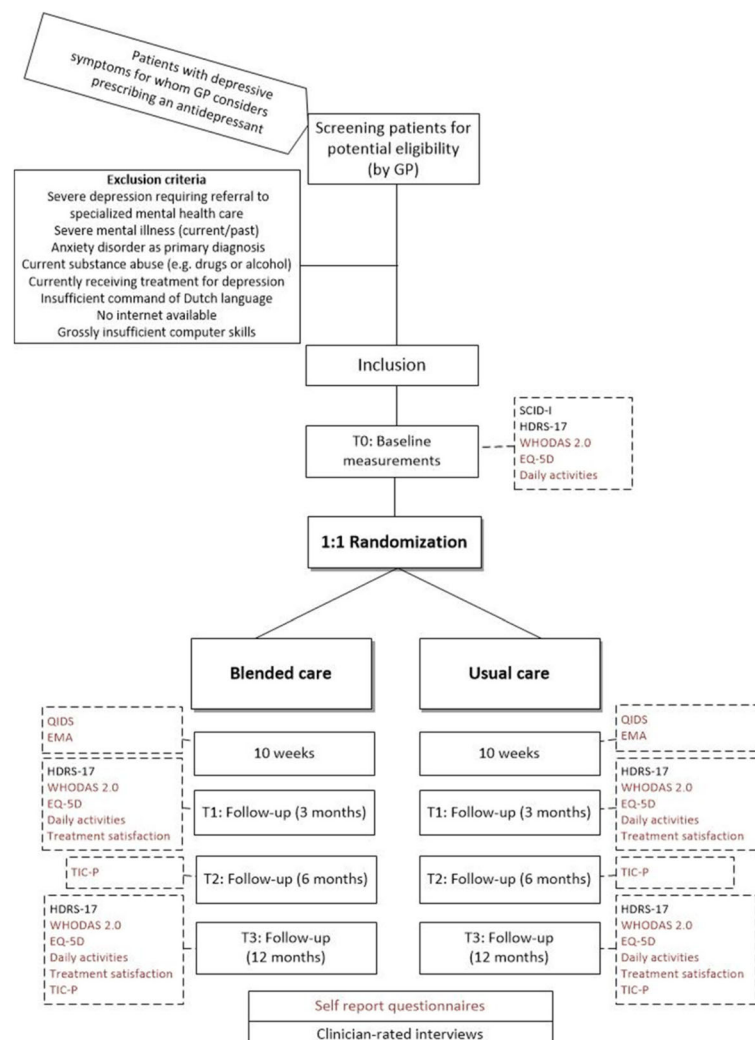 Patients with depressive
symptoms for whom GP considers
prescribing an antidepressant
Screening patients for
potential eligibility
(by GP)
Exclusion criteria
Severe depression requiring referral to
specialized mental health care
Severe mental illness (current/past)
Anxiety disorder as primary diagnosis
Current substance abuse (e.g. drugs or alcohol)
Currently receiving treatment for depression
Insufficient command of Dutch language
No internet available
Grossly insufficient computer skills
Inclusion
T0: Baseline
measurements
SCID-I
HDRS-17
WHODAS 2.0
EQ-5D
Daily activities
1:1 Randomization
Blended care
Usual care
QIDS
EMA
10 weeks
10 weeks
QIDS
EMA
HDRS-17
WHODAS 2.0
EQ-5D
Daily activities
Treatment satisfaction
T1: Follow-up (3 months)
T1: Follow-up (3 months)
HDRS-17
WHODAS 2.0
EQ-5D
Daily activities
Treatment satisfaction
TIC-P
T2: Follow-up (6 months)
T2: Follow-up (6 months)
TIC-P
HDRS-17
WHODAS 2.0
EQ-5D
Daily activities
Treatment satisfaction
TIC-P
T3: Follow-up
(12 months)
T3: Follow-up
(12 months)
HDRS-17
WHODAS 2.0
EQ-5D
Daily activities
Treatment satisfaction
TIC-P
Self report questionnaires
Clinician-rated interviews